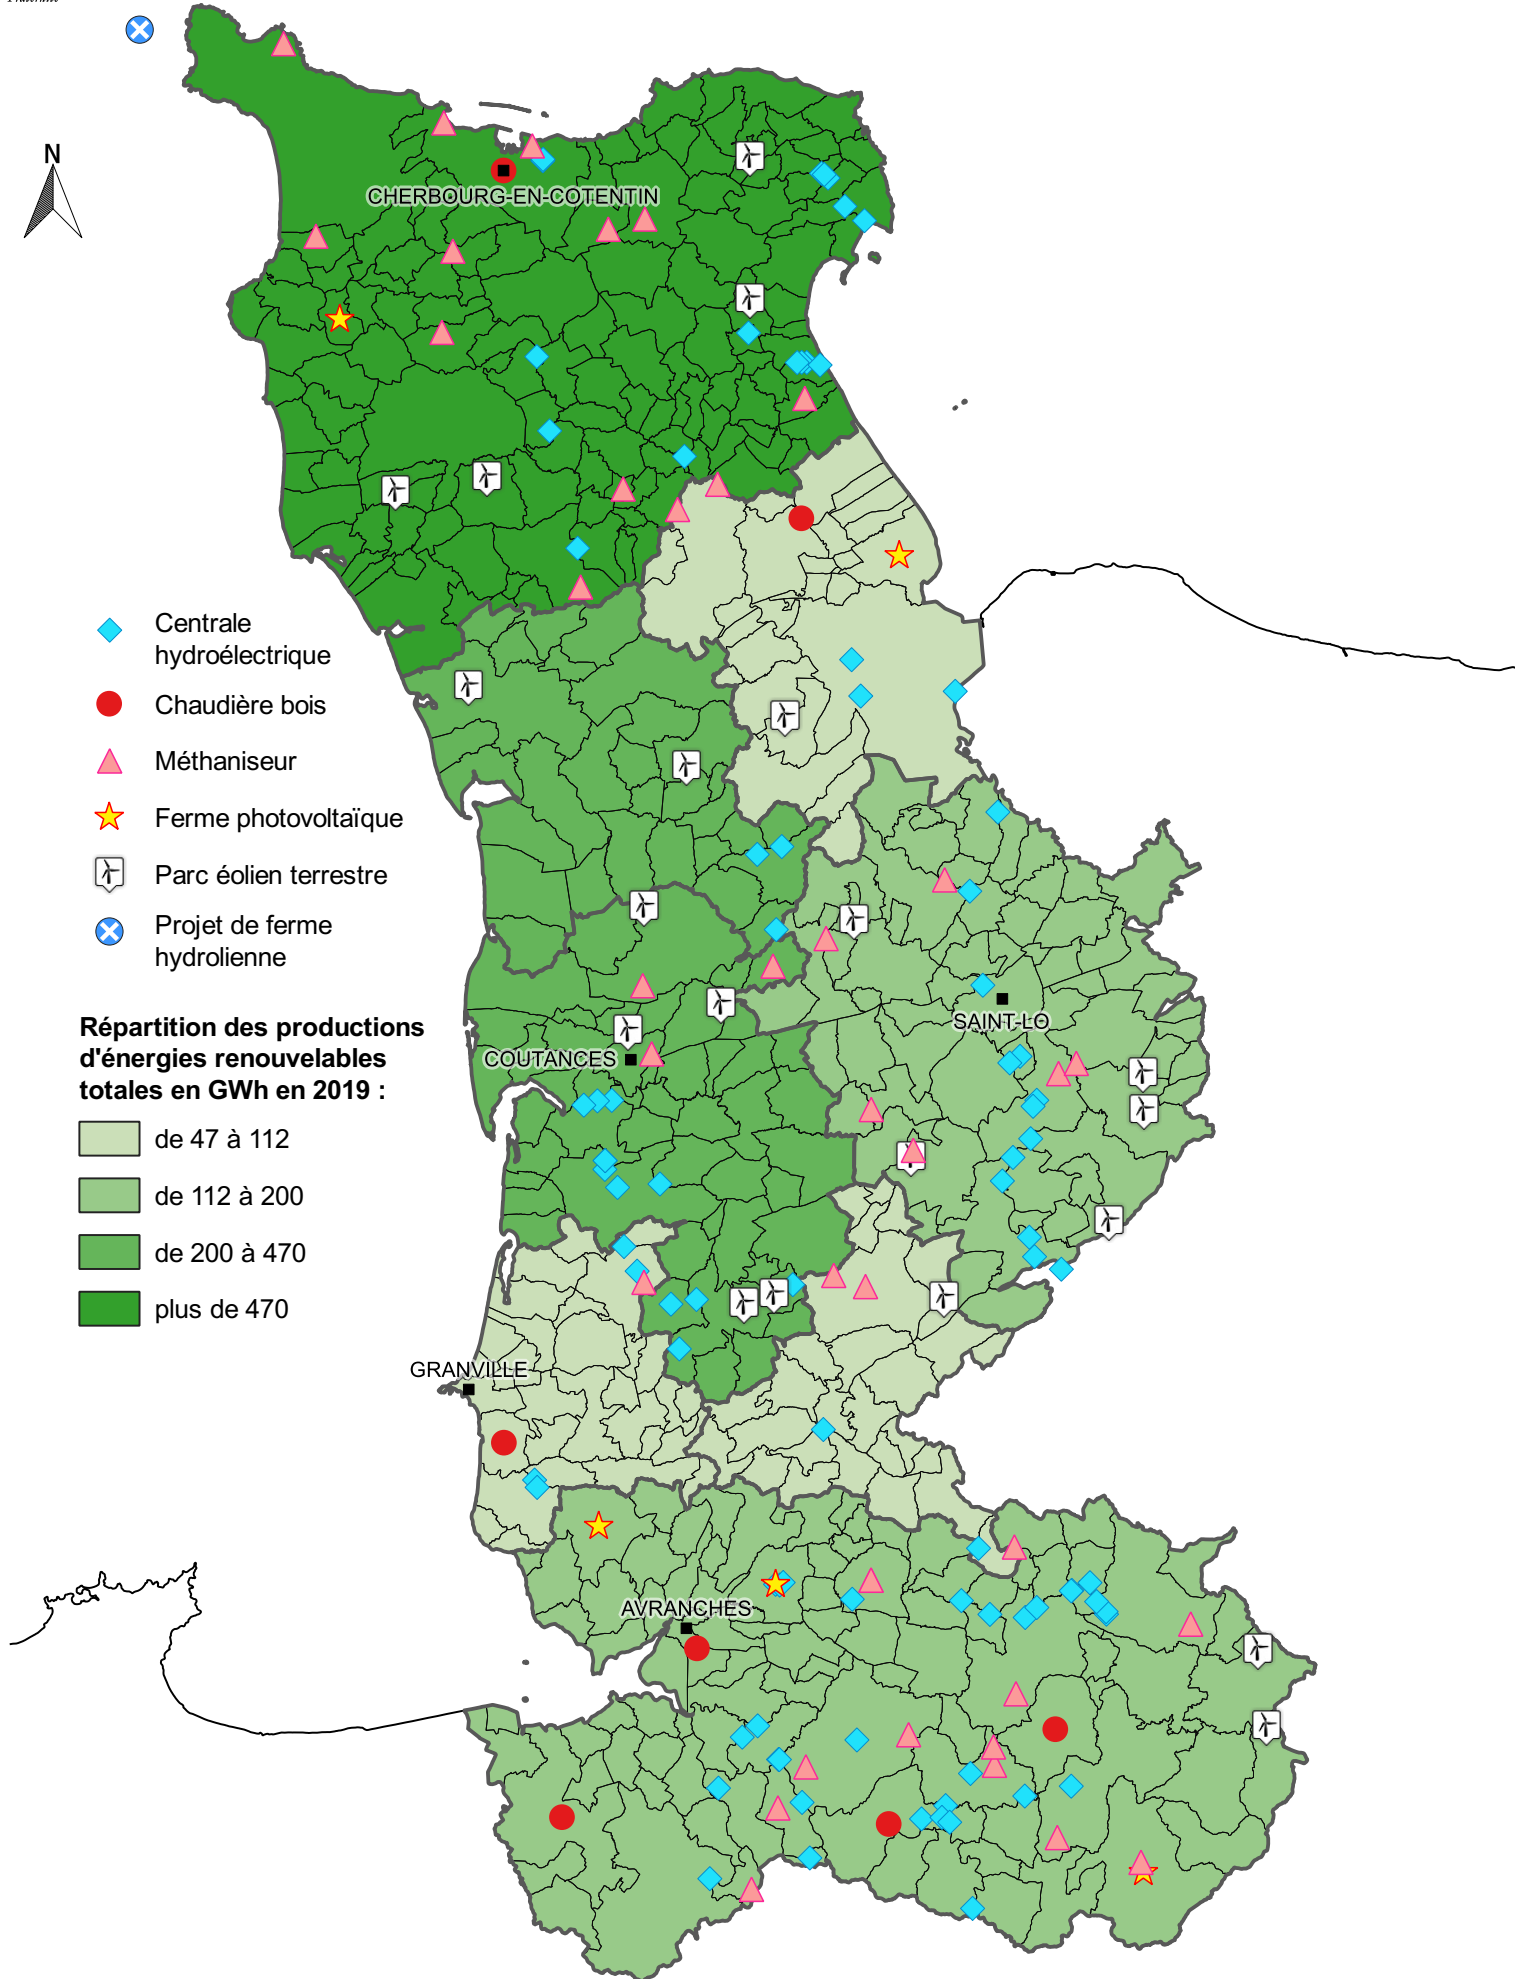 N
CHERBOURG-EN-COTENTIN
Centrale
hydroélectrique
Chaudière bois
Méthaniseur
Ferme photovoltaïque
Parc éolien terrestre
Projet de ferme
hydrolienne
Répartition des productions
d'énergies renouvelables
totales en GWh en 2019 :
de 47 à 112
de 112 à 200
de 200 à 470
plus de 470
SAINT-LO
COUTANCES
GRANVILLE
AVRANCHES